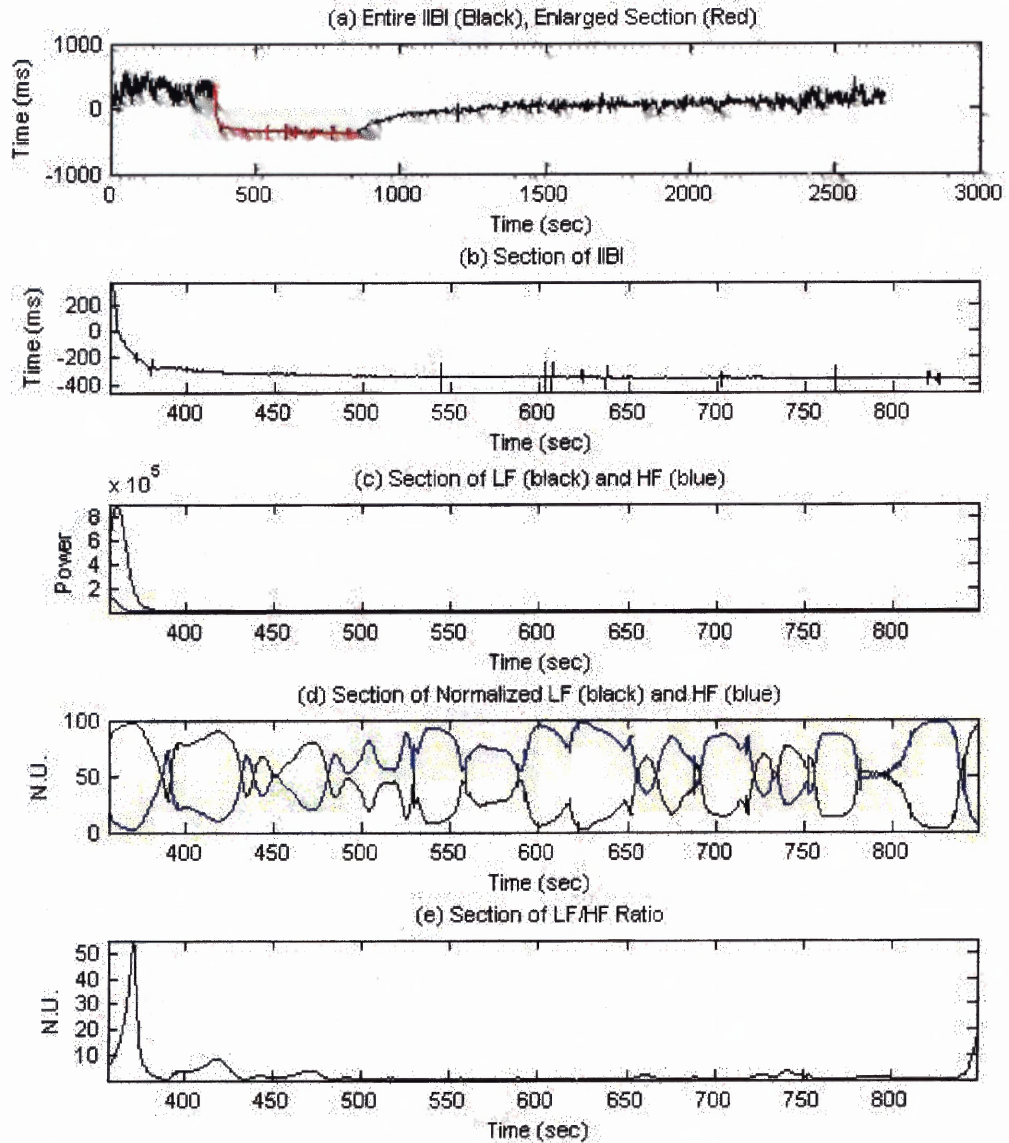 (a) Entire IIBI (Black), Enlarged Section (Red)
1000
0
-1000
Time (ms)
0 500 1000 1500 2000 2500 3000
Time (sec)
(b) Section of IIBI
200
0
-200
-400
Time (ms)
400 450 500 550 600 650 700 750 800
Time (sec)
(c) Section of LF (black) and HF (blue)
x 10^5
8
6
4
2
Power
400 450 500 550 600 650 700 750 800
Time (sec)
(d) Section of Normalized LF (black) and HF (blue)
100
50
0
N.U.
400 450 500 550 600 650 700 750 800
Time (sec)
(e) Section of LF/HF Ratio
50
40
30
20
10
N.U.
400 450 500 550 600 650 700 750 800
Time (sec)